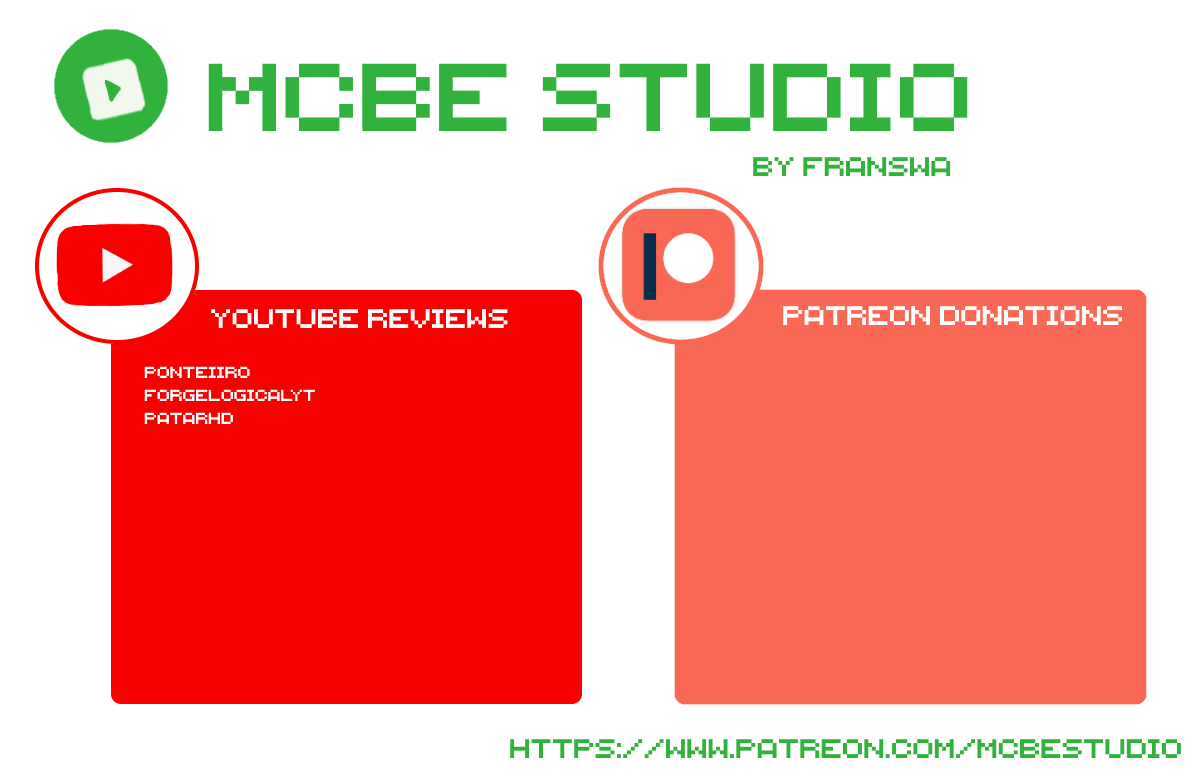 MCBE STUDIO
BY FRANSWA
YOUTUBE REVIEWS
PONTEIIRO
FORGELOGICALYT
PATARHD
PATREON DONATIONS
HTTPS://WWW.PATREON.COM/MCBESTUDIO